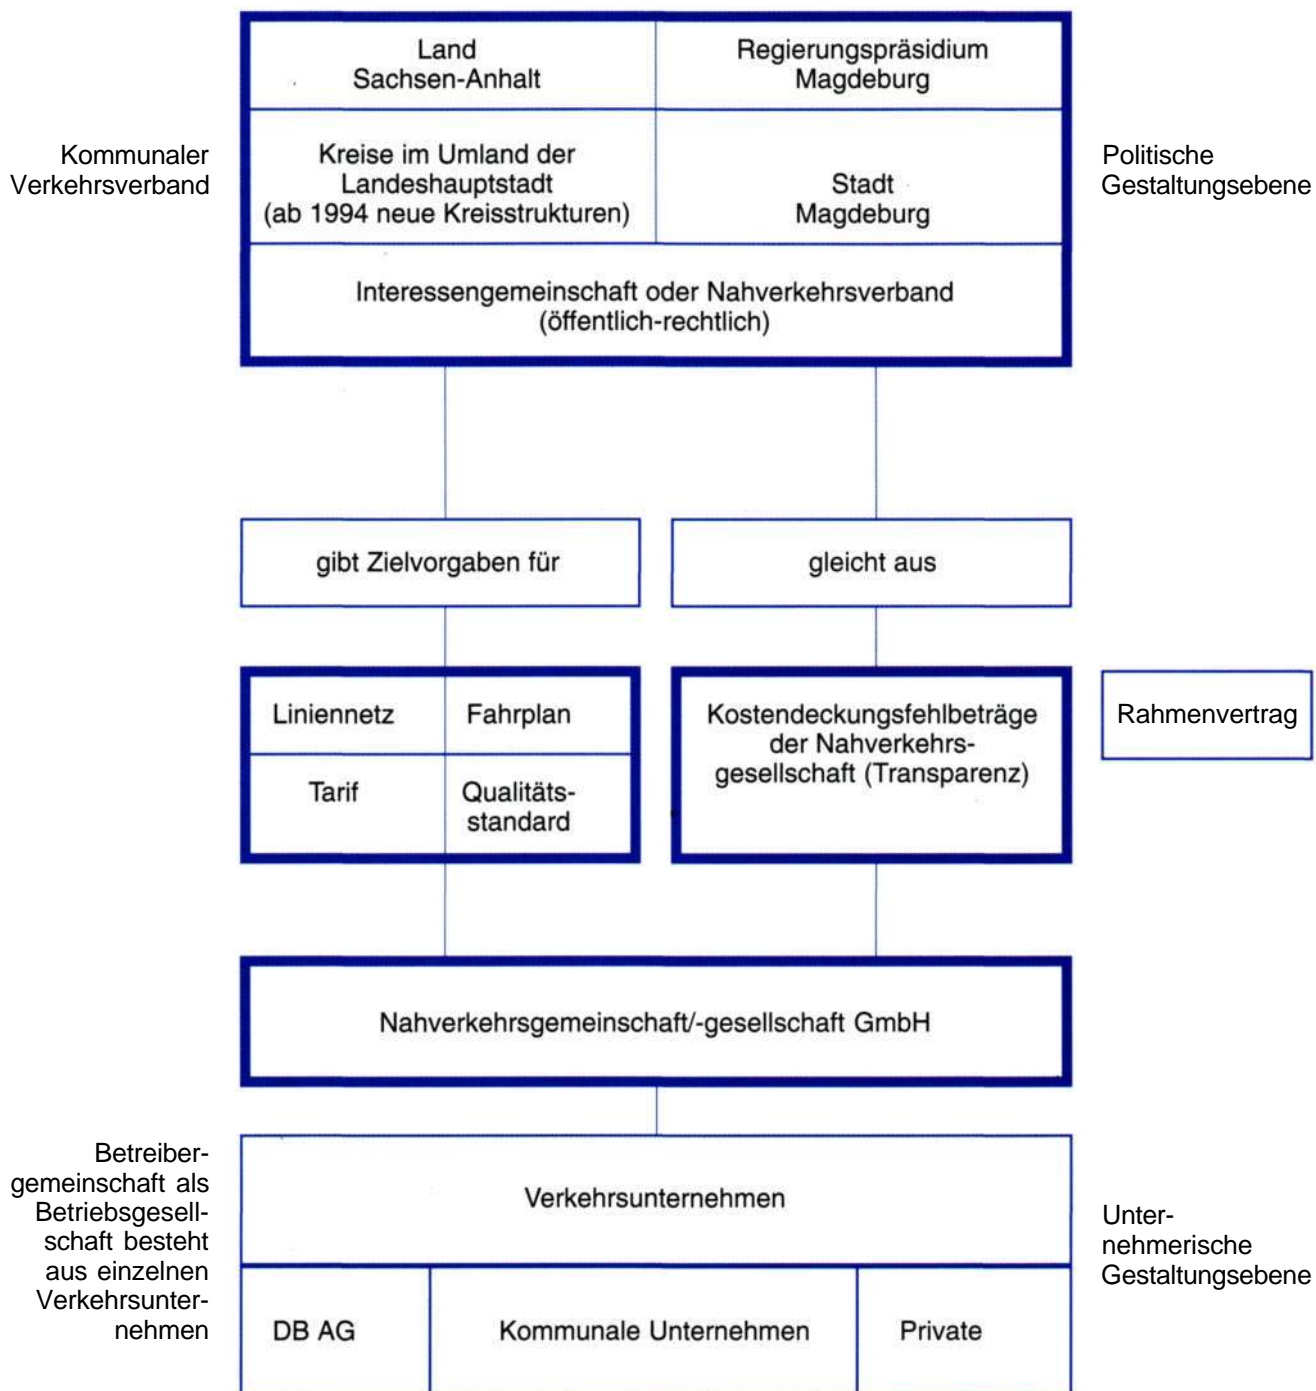 Land
Sachsen-Anhalt
Regierungspräsidium
Magdeburg
Kommunaler
Verkehrsverband
Kreise im Umland der
Landeshauptstadt
(ab 1994 neue Kreisstrukturen)
Stadt
Magdeburg
Politische
Gestaltungsebene
Interessengemeinschaft oder Nahverkehrsverband
(öffentlich-rechtlich)
gibt Zielvorgaben für
gleicht aus
Liniennetz
Fahrplan
Tarif
Qualitäts-
standard
Kostendeckungsfehlbeträge
der Nahverkehrs-
gesellschaft (Transparenz)
Rahmenvertrag
Nahverkehrsgemeinschaft/-gesellschaft GmbH
Betreiber-
gemeinschaft als
Betriebsgesell-
schaft besteht
aus einzelnen
Verkehrsunter-
nehmen
Verkehrsunternehmen
Unter-
nehmerische
Gestaltungsebene
DB AG
Kommunale Unternehmen
Private